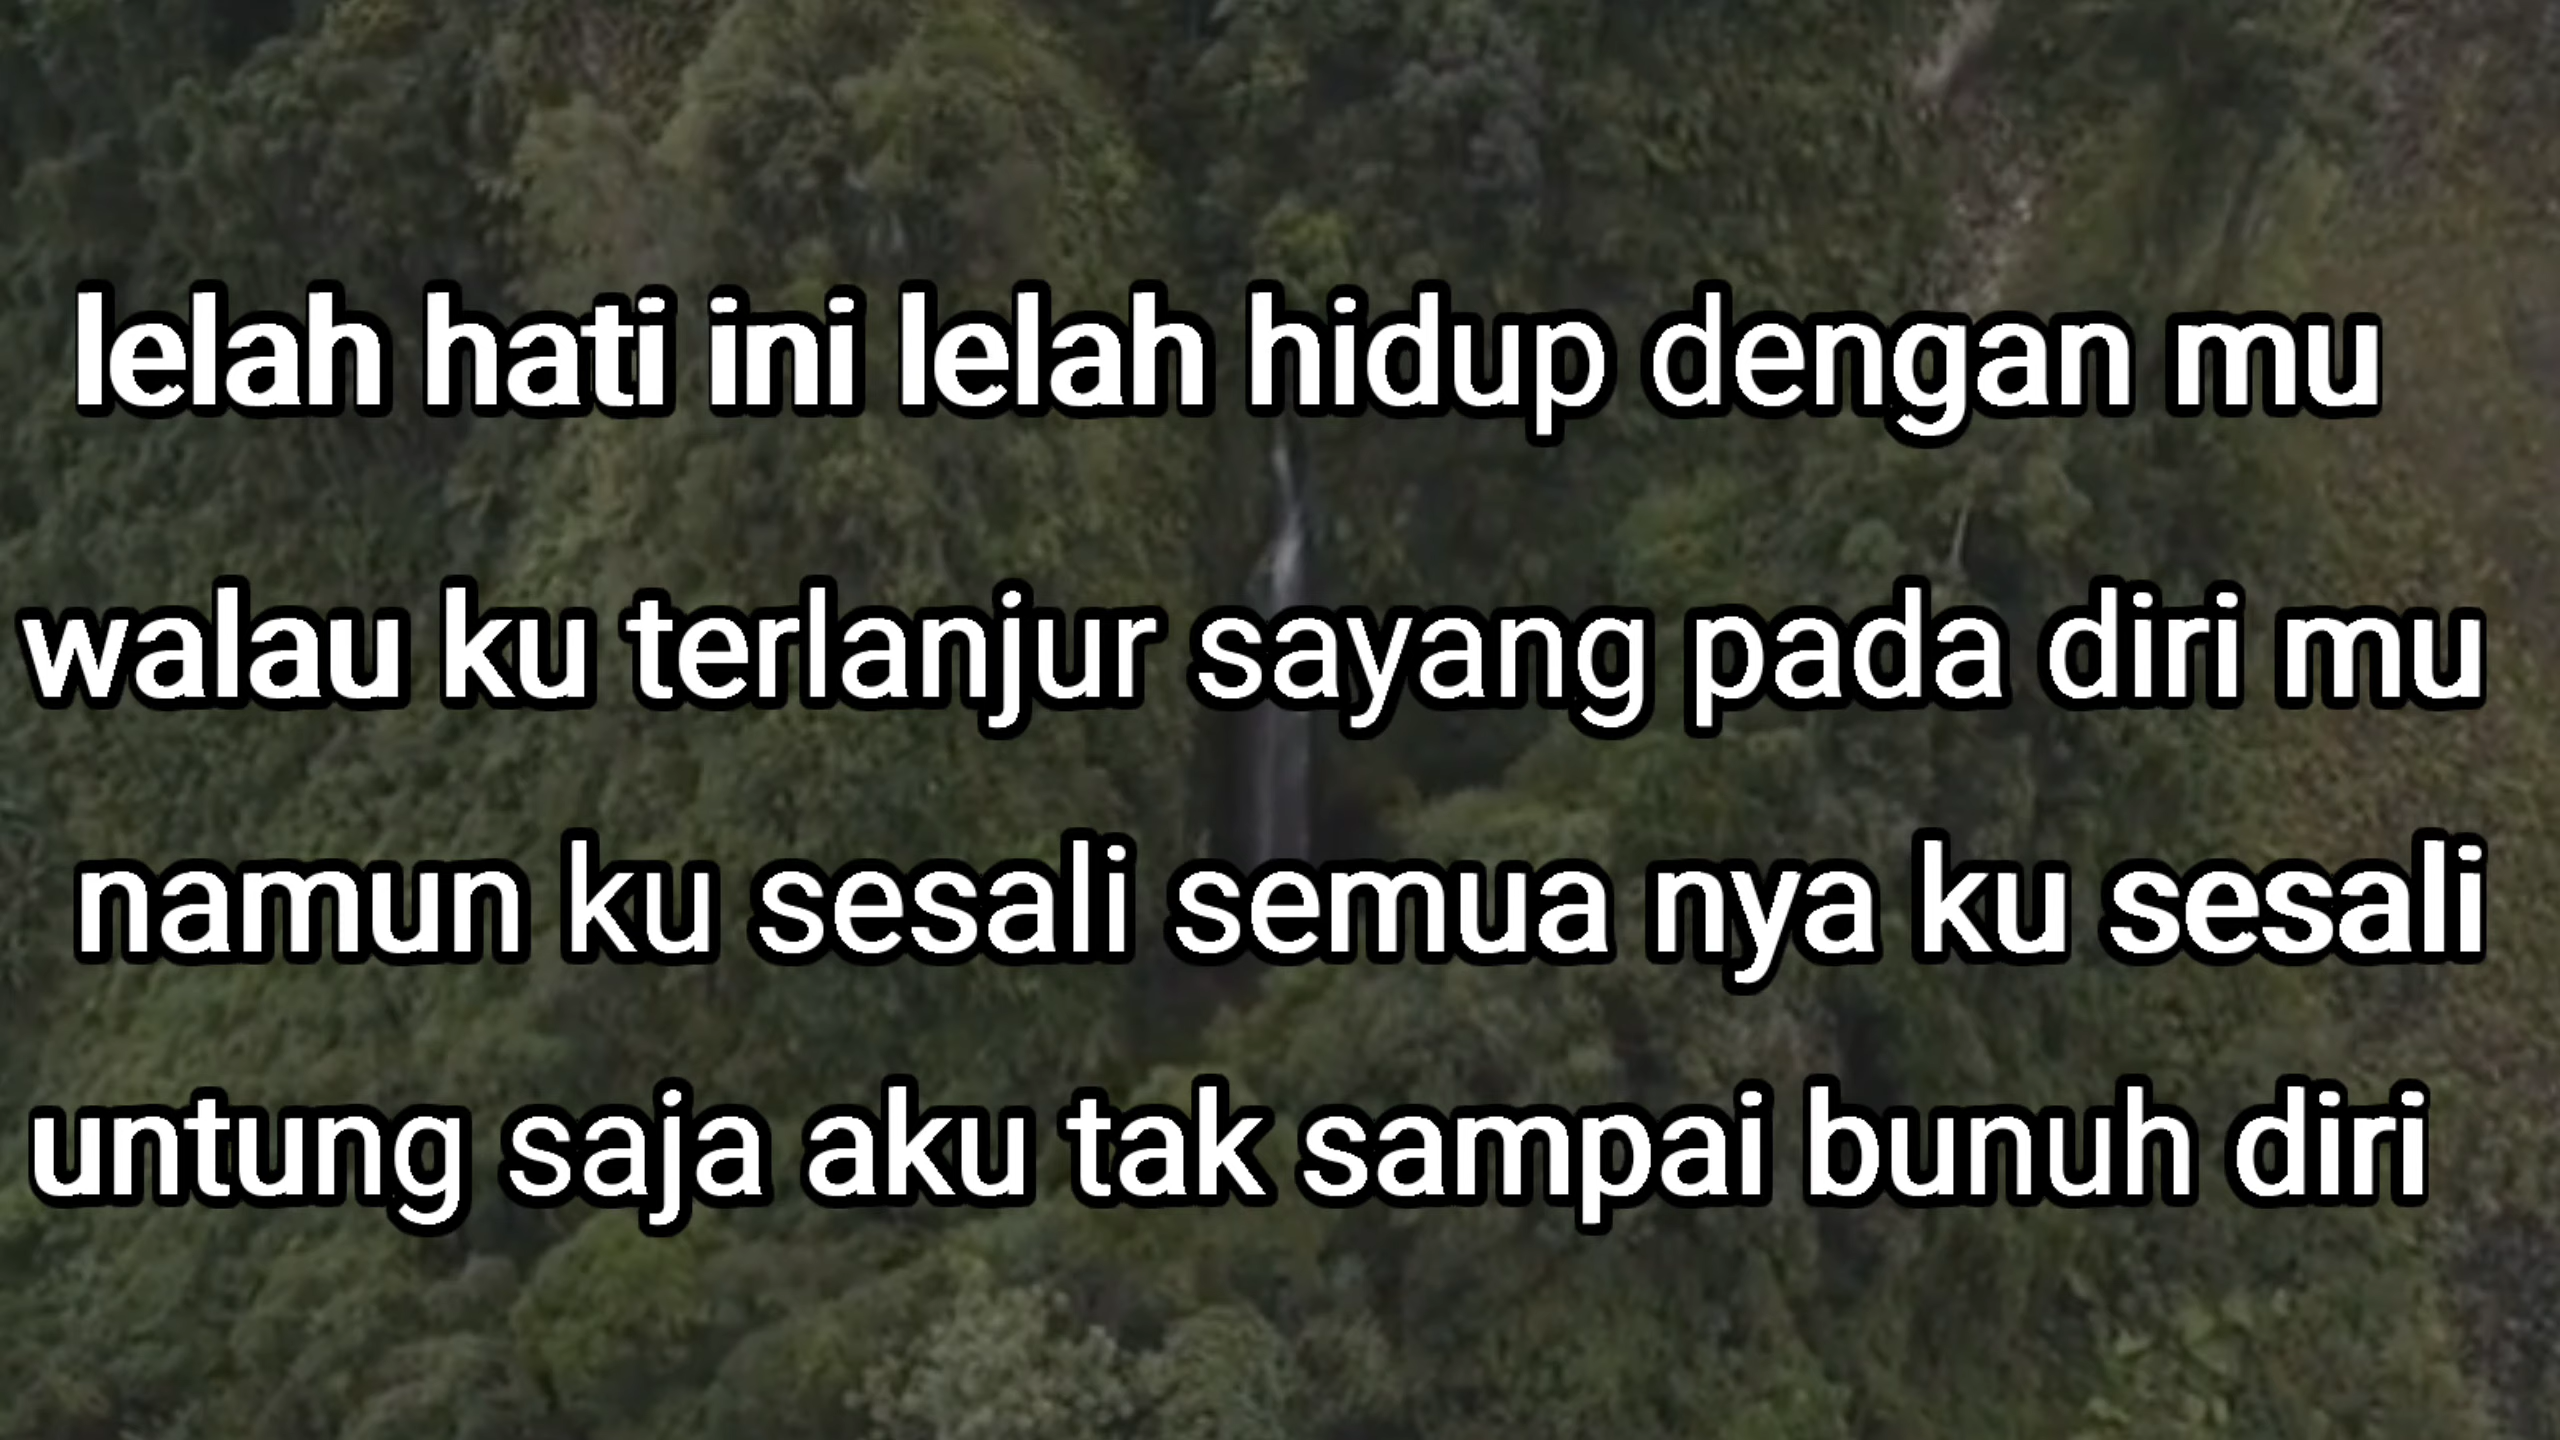 lelah hati ini lelah hidup dengan mu
walau ku terlanjur sayang pada diri mu
namun ku sesali semua nya ku sesali
untung saja aku tak sampai bunuh diri